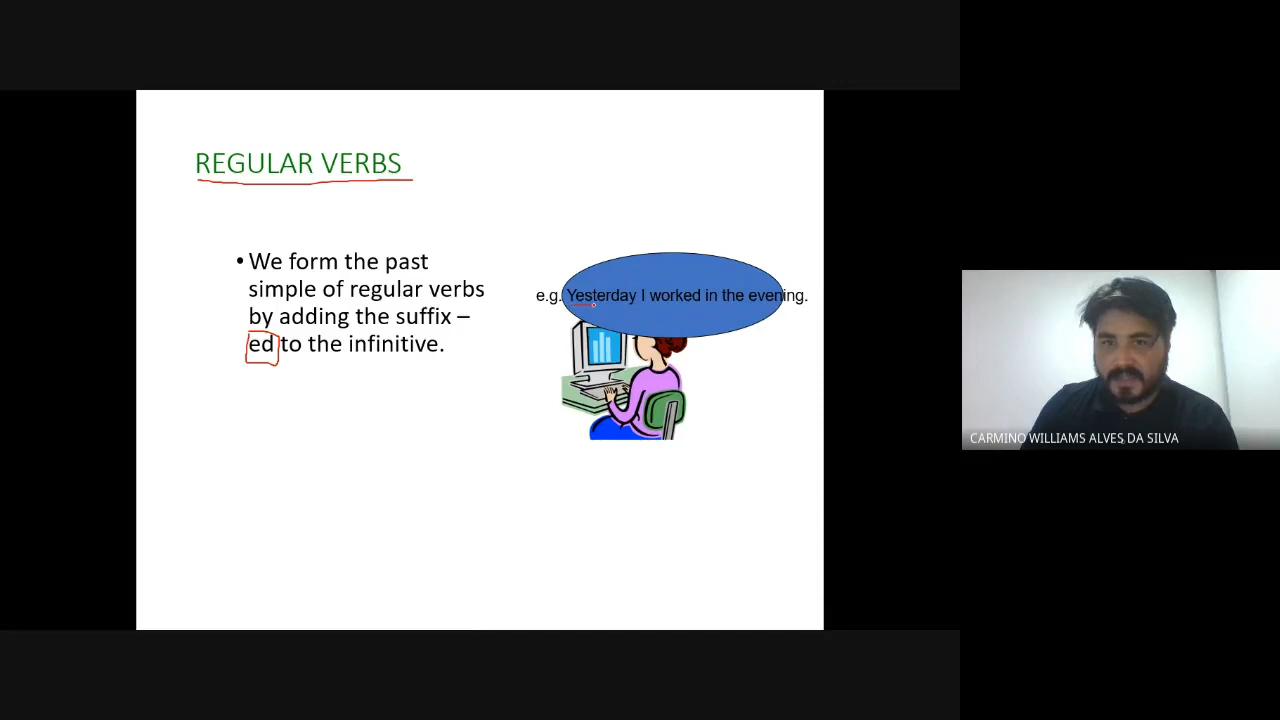 REGULAR VERBS
• We form the past
simple of regular verbs
by adding the suffix –
ed to the infinitive.
e.g. Yesterday I worked in the evening.
CARMINO WILLIAMS ALVES DA SILVA